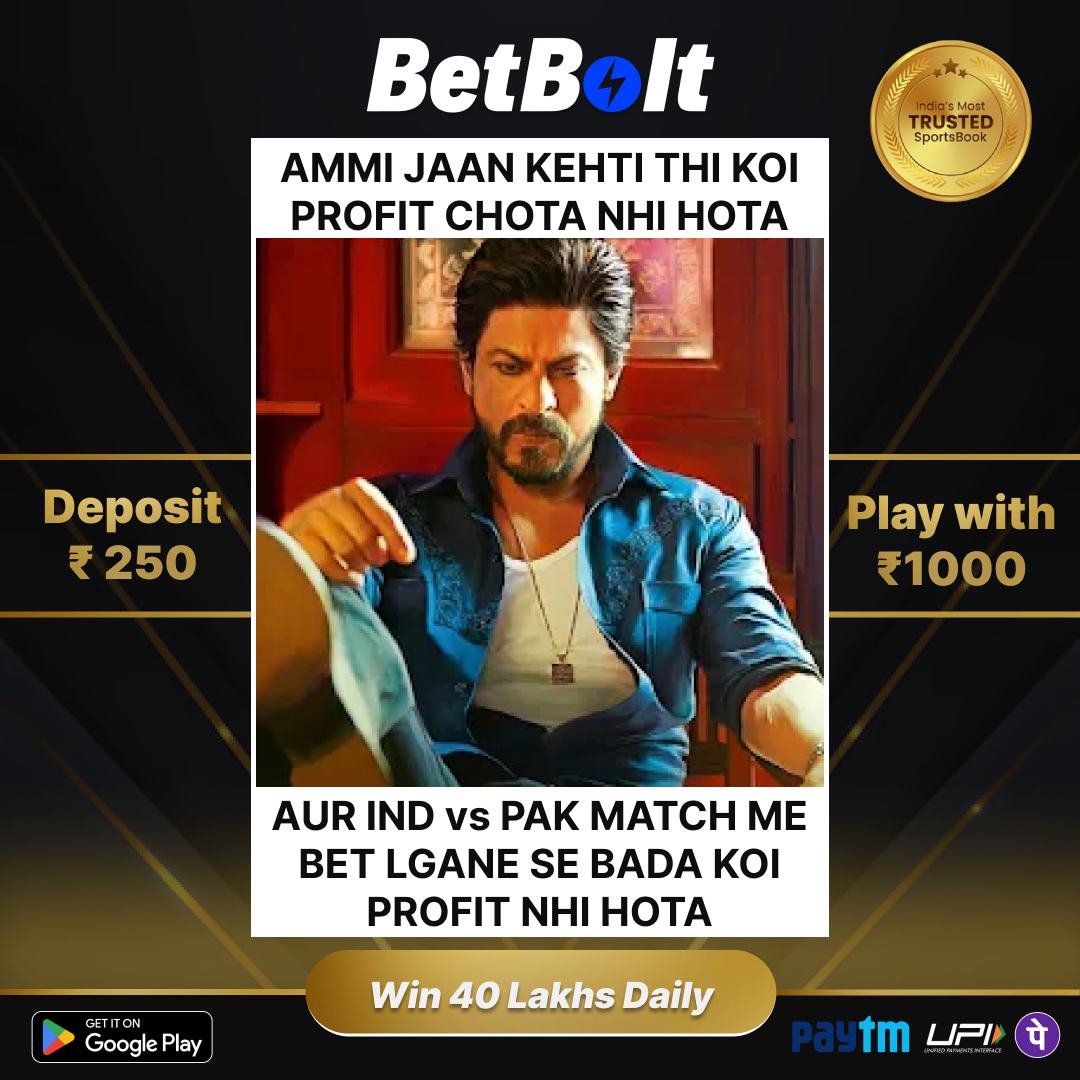 BetBolt
India's Most
TRUSTED
SportsBook
AMMI JAAN KEHTI THI KOI
PROFIT CHOTA NHI HOTA
Deposit
₹ 250
Play with
₹1000
AUR IND vs PAK MATCH ME
BET LGANE SE BADA KOI
PROFIT NHI HOTA
Win 40 Lakhs Daily
GET IT ON
Google Play
paytm
UPI
UNIFIED PAYMENTS INTERFACE
पे